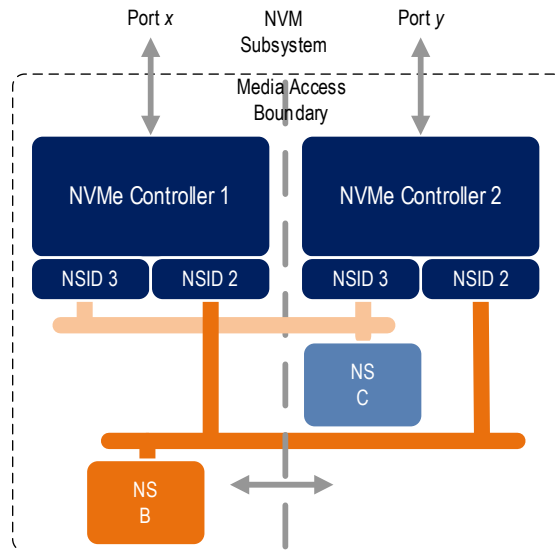 Port x
NVM
Subsystem
Port y
Media Access
Boundary
NVMe Controller 1
NVMe Controller 2
NSID 3
NSID 2
NSID 3
NSID 2
NS
C
NS
B